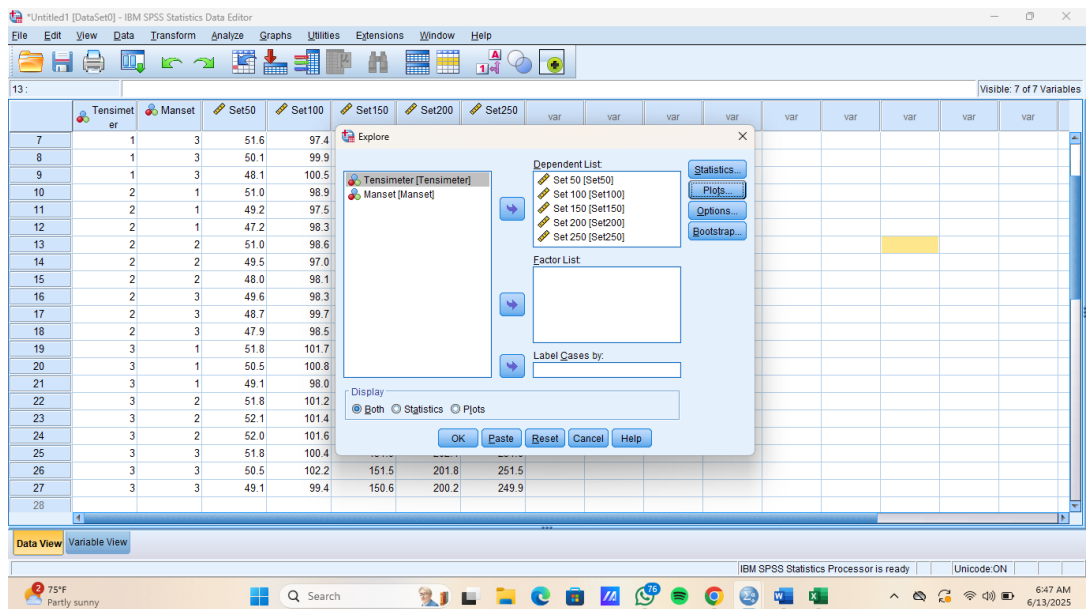 *Untitled1 [DataSet0] - IBM SPSS Statistics Data Editor
File Edit View Data Transform Analyze Graphs Utilities Extensions Window Help
13 :
Visible: 7 of 7 Variables
Tensimeter Manset Set50 Set100 Set150 Set200 Set250 var var var var var var var var var
7 1 3 51.6 97.4
8 1 3 50.1 99.9
9 1 3 48.1 100.5
10 2 1 51.0 98.9
11 2 1 49.2 97.5
12 2 1 47.2 98.3
13 2 2 51.0 98.6
14 2 2 49.5 97.0
15 2 2 48.0 98.1
16 2 3 49.6 98.3
17 2 3 48.7 99.7
18 2 3 47.9 98.5
19 3 1 51.8 101.7
20 3 1 50.5 100.8
21 3 1 49.1 98.0
22 3 2 51.8 101.2
23 3 2 52.1 101.4
24 3 2 52.0 101.6
25 3 3 51.8 100.4
26 3 3 50.5 102.2 151.5 201.8 251.5
27 3 3 49.1 99.4 150.6 200.2 249.9
28
Explore
Tensimeter [Tensimeter]
Manset [Manset]
Dependent List:
Set 50 [Set50]
Set 100 [Set100]
Set 150 [Set150]
Set 200 [Set200]
Set 250 [Set250]
Factor List:
Label Cases by:
Statistics...
Plots...
Options...
Bootstrap...
Display
Both Statistics Plots
OK Paste Reset Cancel Help
Data View Variable View
IBM SPSS Statistics Processor is ready Unicode:ON
2 75°F
Partly sunny
Search
76
6:47 AM
6/13/2025